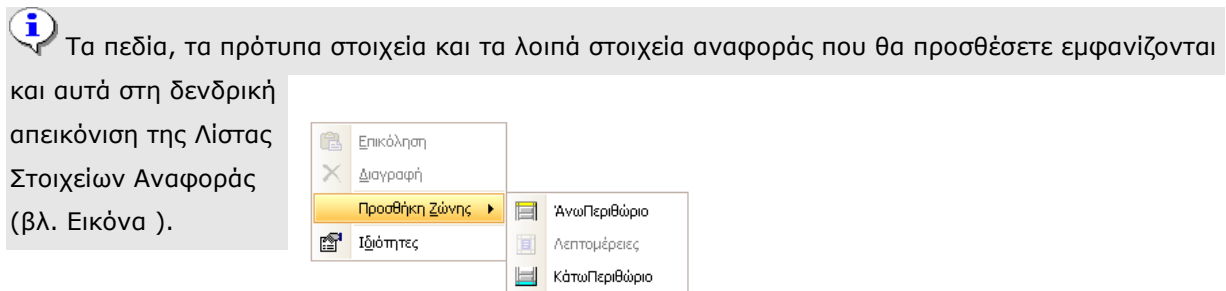 Τα πεδία, τα πρότυπα στοιχεία και τα λοιπά στοιχεία αναφοράς που θα προσθέσετε εμφανίζονται
και αυτά στη δενδρική
απεικόνιση της Λίστας
Στοιχείων Αναφοράς
(βλ. Εικόνα ).
Επικόληση
Διαγραφή
Προσθήκη Ζώνης
Ιδιότητες
ΆνωΠεριθώριο
Λεπτομέρειες
ΚάτωΠεριθώριο